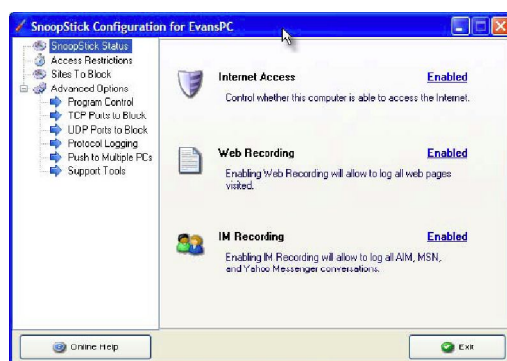 SnoopStick Configuration for EvansPC
SnoopStick Status
Access Restrictions
Sites To Block
Advanced Options
Program Control
TCP Ports to Block
UDP Ports to Block
Protocol Logging
Push to Multiple PCs
Support Tools
Internet Access Enabled
Control whether this computer is able to access the Internet.
Web Recording Enabled
Enabling Web Recording will allow to log all web pages
visited.
IM Recording Enabled
Enabling IM Recording will allow to log all AIM, MSN,
and Yahoo Messenger conversations.
Online Help
Exit